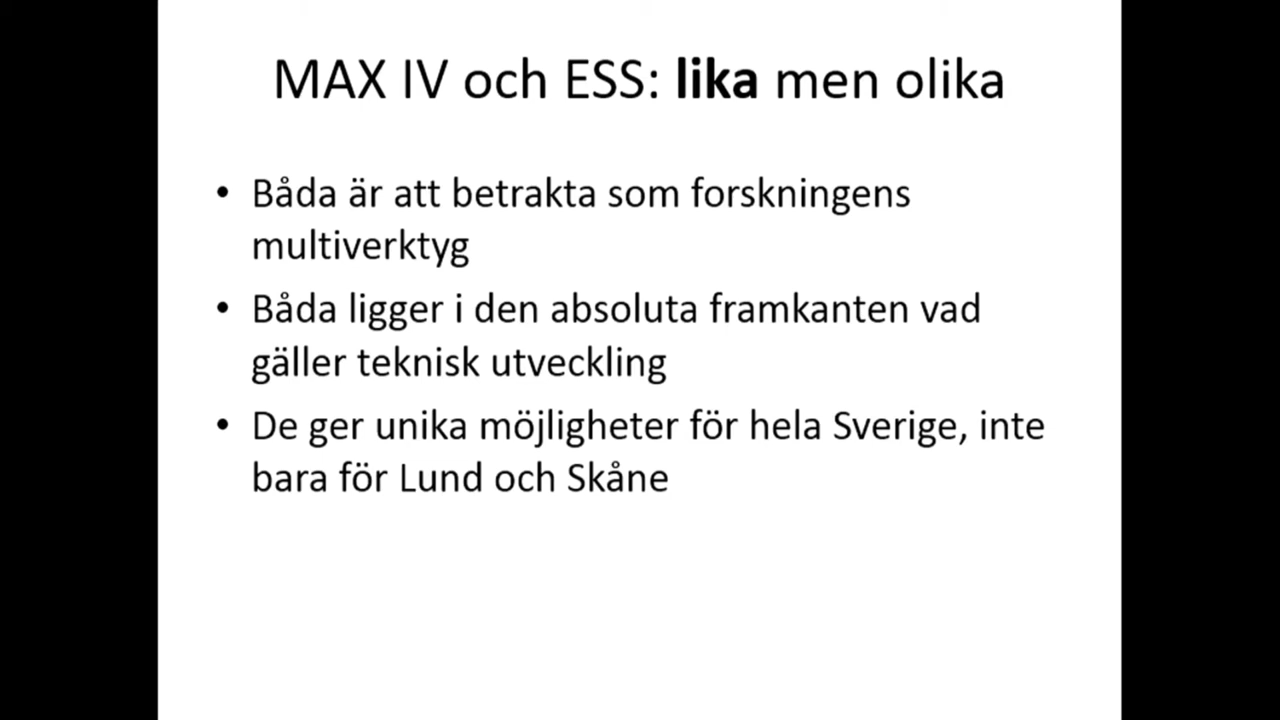 MAX IV och ESS: lika men olika
• Båda är att betrakta som forskningens
multiverktyg
• Båda ligger i den absoluta framkanten vad
gäller teknisk utveckling
• De ger unika möjligheter för hela Sverige, inte
bara för Lund och Skåne